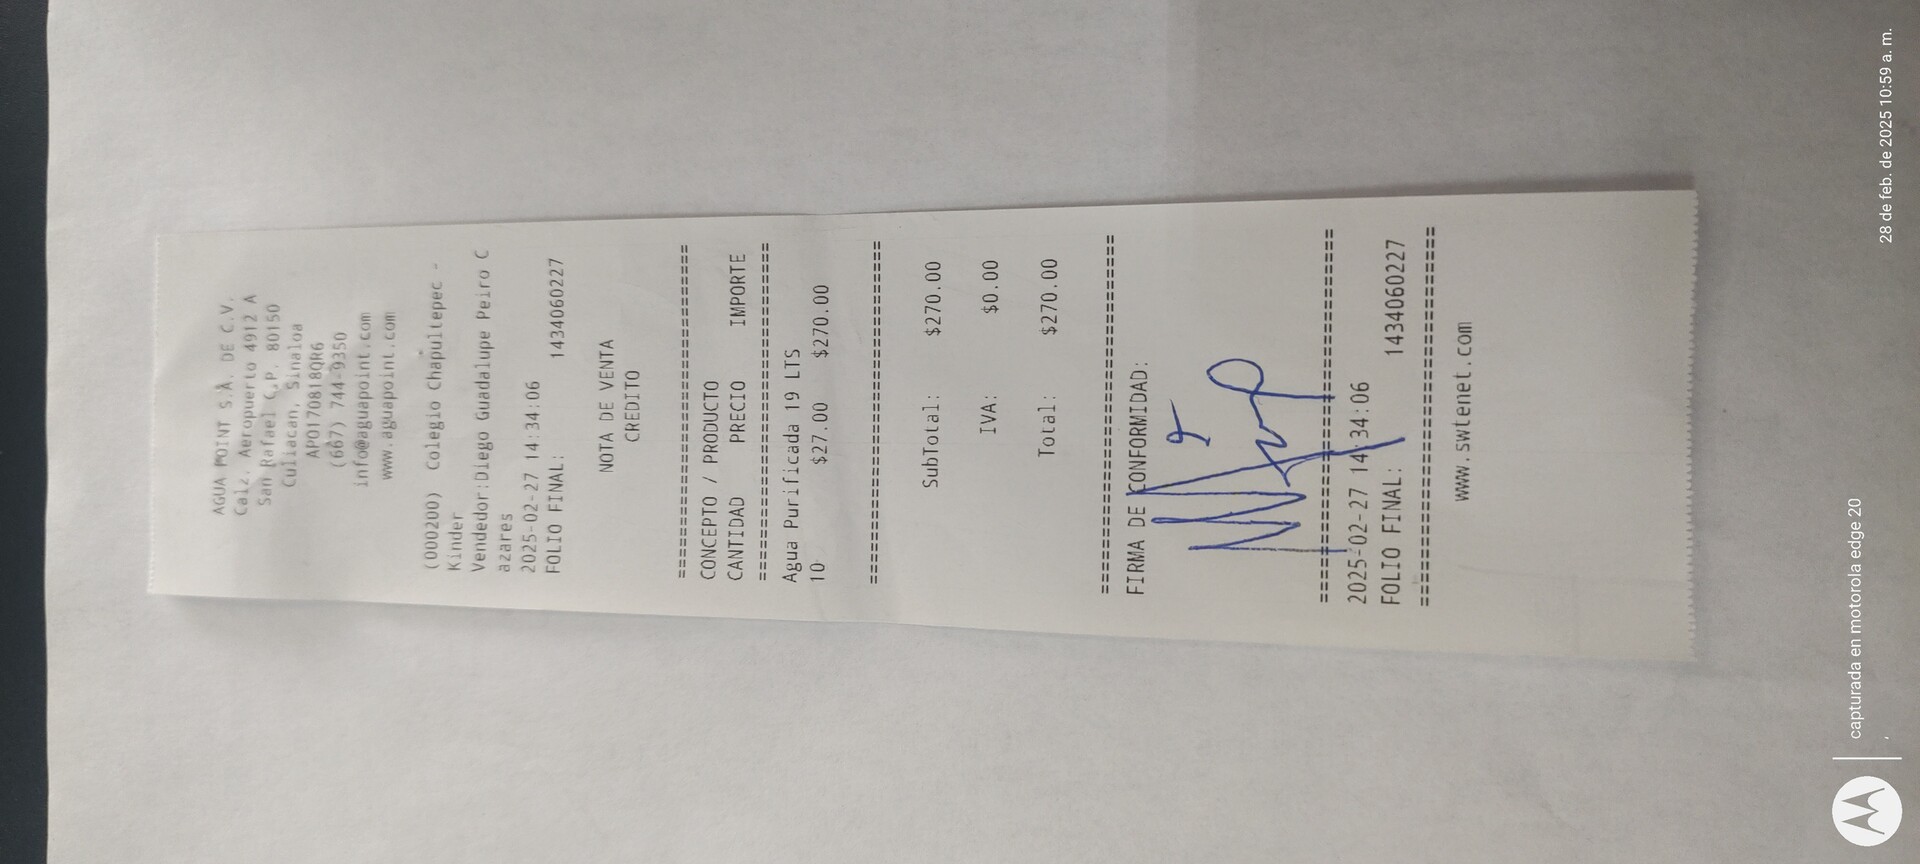 AGUA POINT S.A. DE C.V.
Calz. Aeropuerto 4912 A
San Rafael C.P. 80150
Culiacan, Sinaloa
APO170818QR6
(667) 744-9350
info@aguapoint.com
www.aguapoint.com
(000200) Colegio Chapultepec -
Kinder
Vendedor:Diego Guadalupe Peiro C
azares
2025-02-27 14:34:06
FOLIO FINAL: 1434060227
NOTA DE VENTA
CREDITO
================================
CONCEPTO / PRODUCTO
CANTIDAD PRECIO IMPORTE
================================
Agua Purificada 19 LTS
10 $27.00 $270.00
================================
SubTotal: $270.00
IVA: $0.00
Total: $270.00
================================
FIRMA DE CONFORMIDAD:
================================
2025-02-27 14:34:06
FOLIO FINAL: 1434060227
================================
www.swtenet.com
capturada en motorola edge 20
28 de feb. de 2025 10:59 a. m.